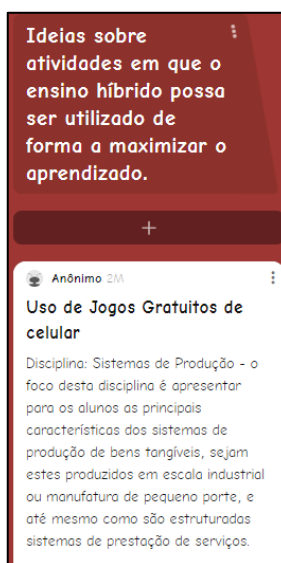 Ideias sobre
atividades em que o
ensino híbrido possa
ser utilizado de
forma a maximizar o
aprendizado.
+
Anônimo 2M
Uso de Jogos Gratuitos de
celular
Disciplina: Sistemas de Produção - o
foco desta disciplina é apresentar
para os alunos as principais
características dos sistemas de
produção de bens tangíveis, sejam
estes produzidos em escala industrial
ou manufatura de pequeno porte, e
até mesmo como são estruturadas
sistemas de prestação de serviços.